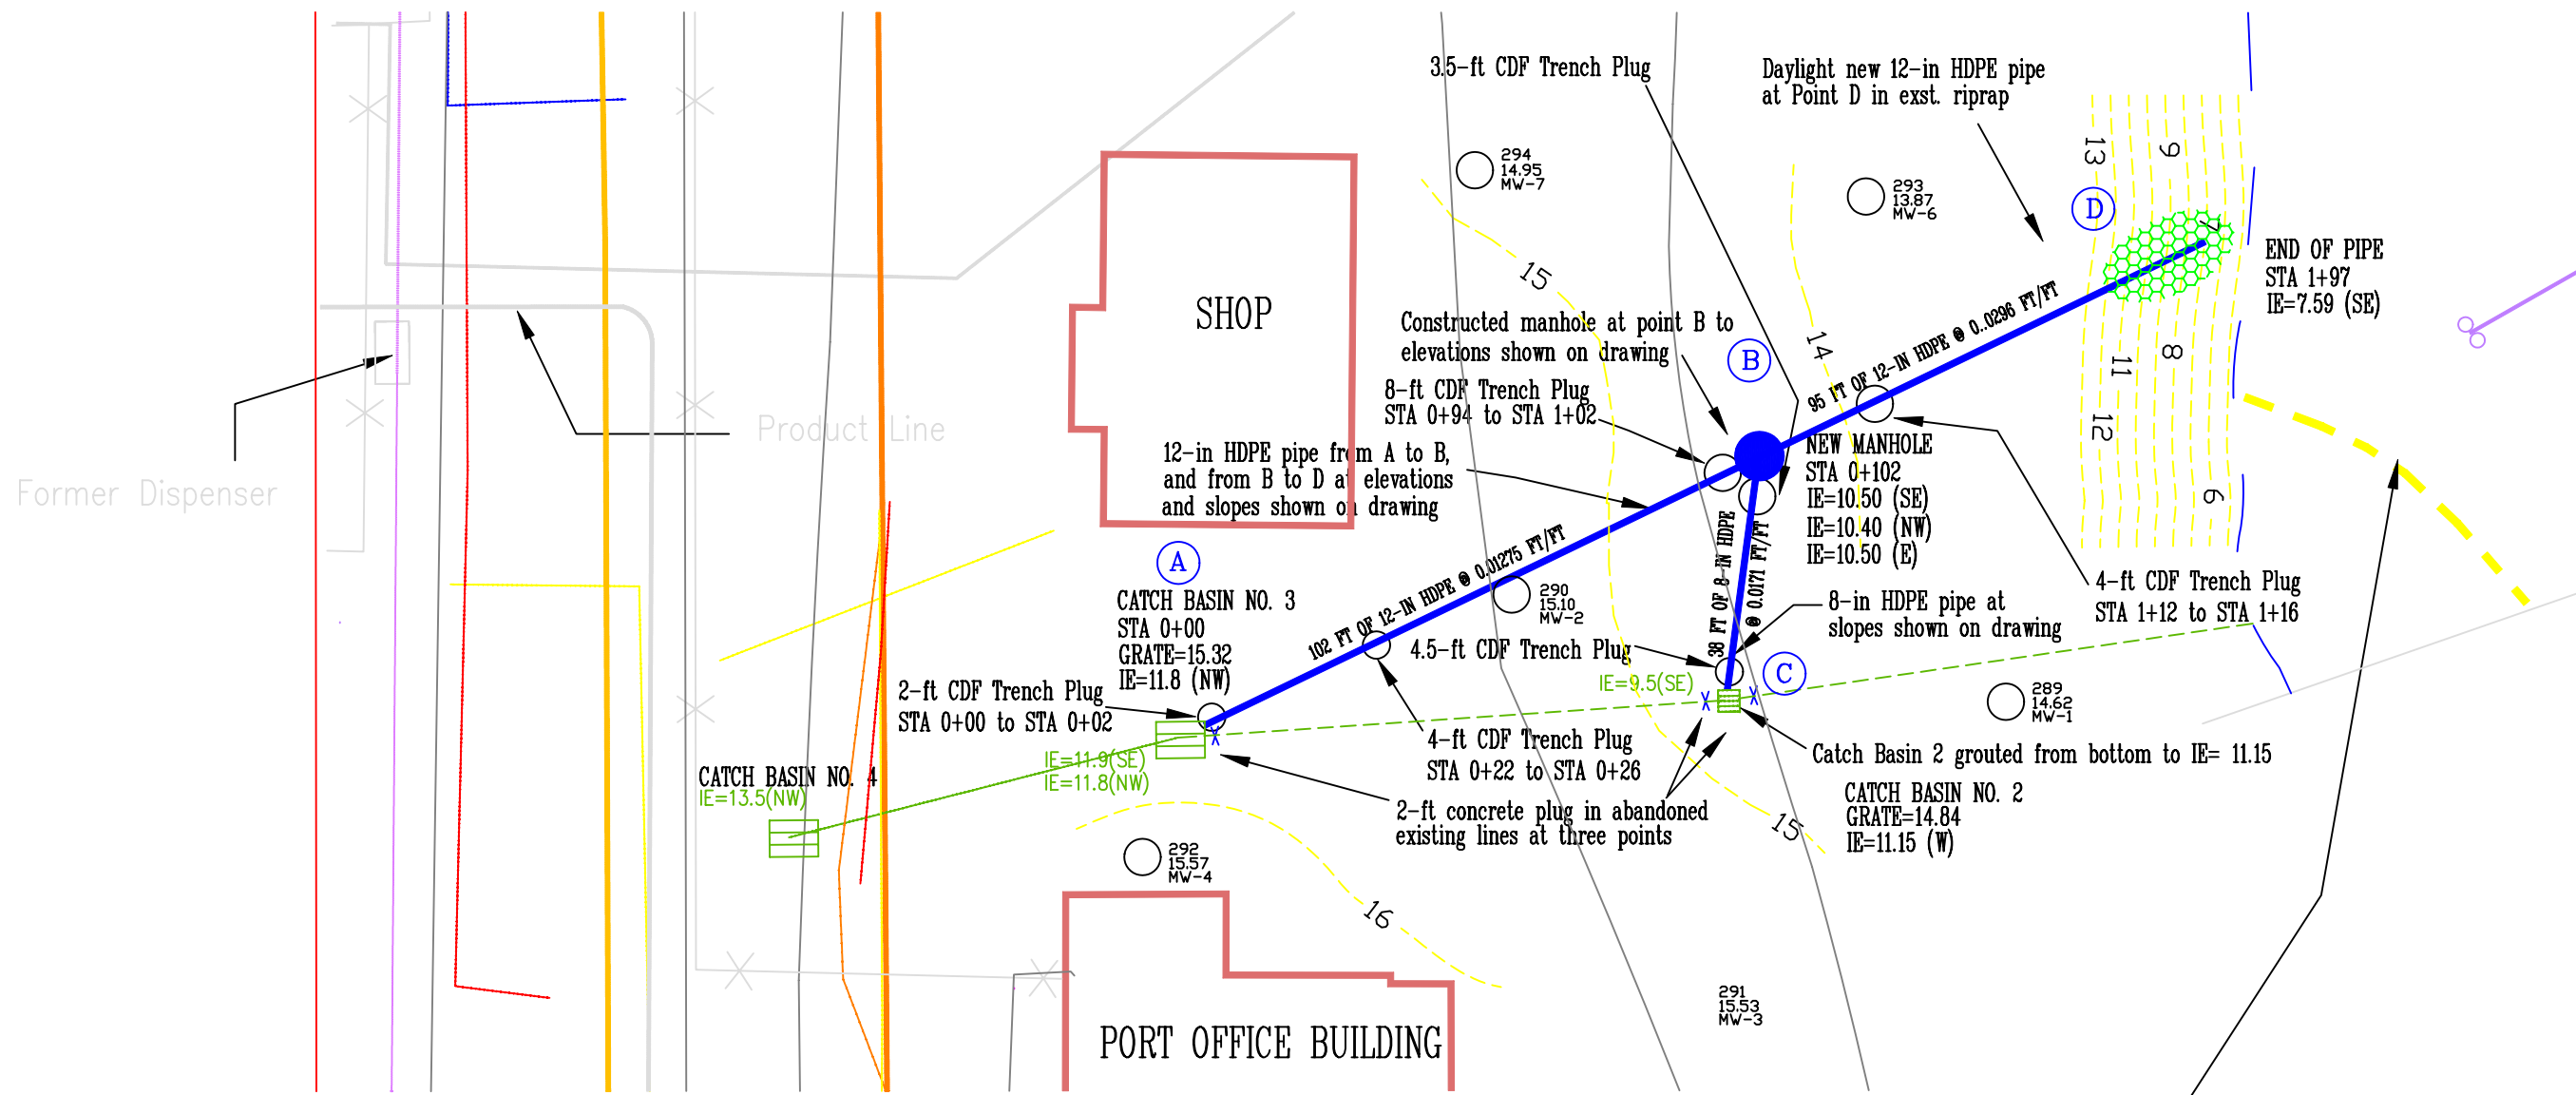 3.5-ft CDF Trench Plug
Daylight new 12-in HDPE pipe
at Point D in exst. riprap
294
14.95
MW-7
293
13.87
MW-6
13
9
D
7
END OF PIPE
STA 1+97
IE=7.59 (SE)
15
SHOP
Constructed manhole at point B to
elevations shown on drawing
B
14
95 FT OF 12-IN HDPE @ 0..0296 FT/FT
11
8
12
6
8-ft CDF Trench Plug
STA 0+94 to STA 1+02
Product Line
12-in HDPE pipe from A to B,
and from B to D at elevations
and slopes shown on drawing
NEW MANHOLE
STA 0+102
IE=10.50 (SE)
IE=10.40 (NW)
IE=10.50 (E)
Former Dispenser
A
CATCH BASIN NO. 3
STA 0+00
GRATE=15.32
IE=11.8 (NW)
102 FT OF 12-IN HDPE @ 0.01275 FT/FT
290
15.10
MW-2
38 FT OF 8-IN HDPE
@ 0.0171 FT/FT
8-in HDPE pipe at
slopes shown on drawing
4-ft CDF Trench Plug
STA 1+12 to STA 1+16
4.5-ft CDF Trench Plug
C
IE=9.5(SE)
2-ft CDF Trench Plug
STA 0+00 to STA 0+02
289
14.62
MW-1
4-ft CDF Trench Plug
STA 0+22 to STA 0+26
Catch Basin 2 grouted from bottom to IE= 11.15
IE=11.9(SE)
IE=11.8(NW)
CATCH BASIN NO. 4
IE=13.5(NW)
2-ft concrete plug in abandoned
existing lines at three points
CATCH BASIN NO. 2
GRATE=14.84
IE=11.15 (W)
15
292
15.57
MW-4
16
291
15.53
MW-3
PORT OFFICE BUILDING